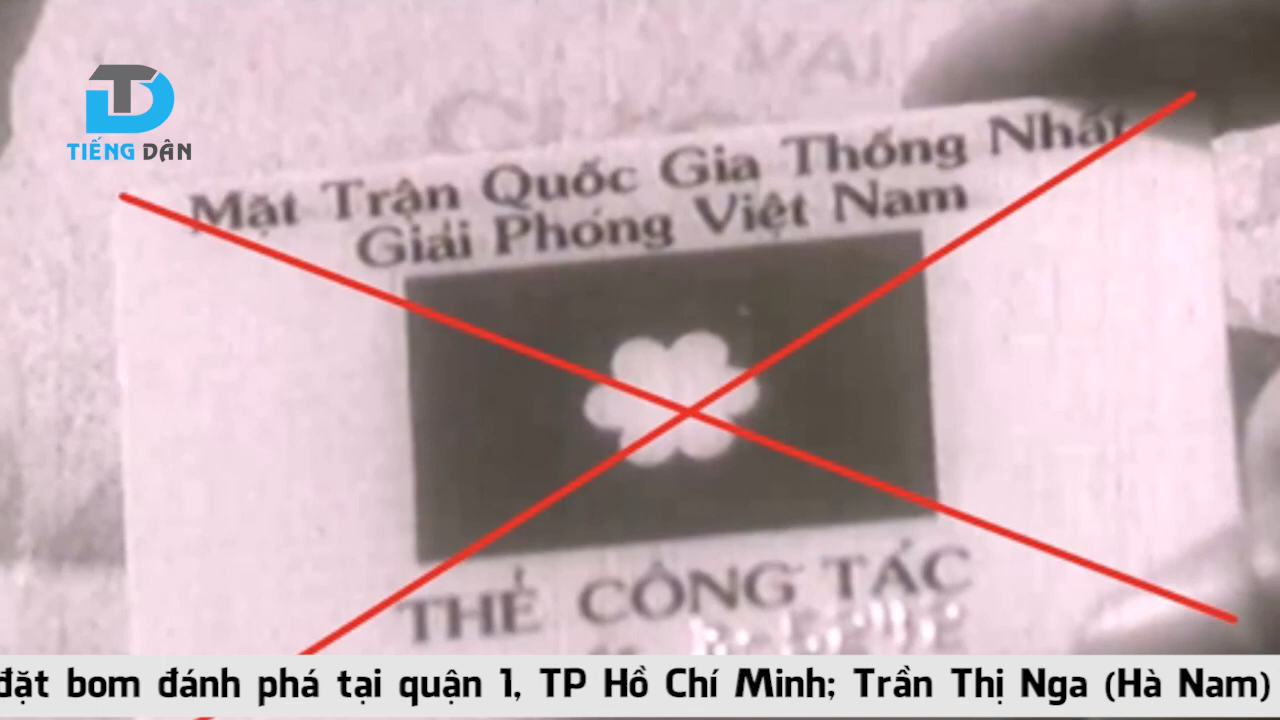 TIẾNG DÂN
Mặt Trận Quốc Gia Thống Nhất
Giải Phóng Việt Nam
THẺ CÔNG TÁC
đặt bom đánh phá tại quận 1, TP Hồ Chí Minh; Trần Thị Nga (Hà Nam)